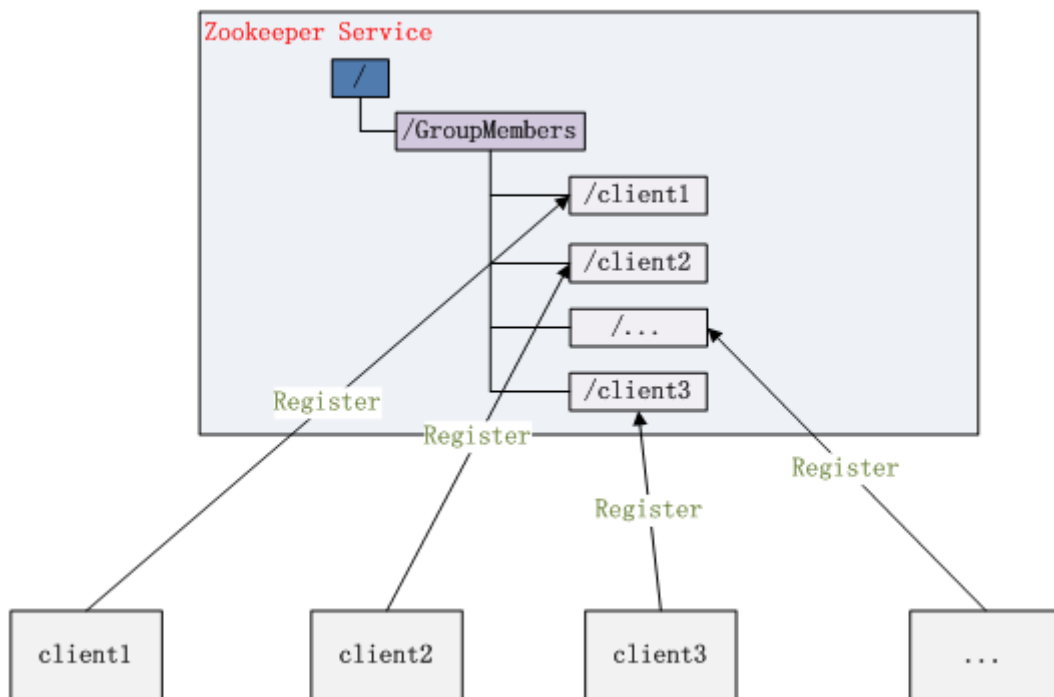 Zookeeper Service
/
/GroupMembers
/client1
/client2
/...
/client3
Register
Register
Register
Register
client1
client2
client3
...